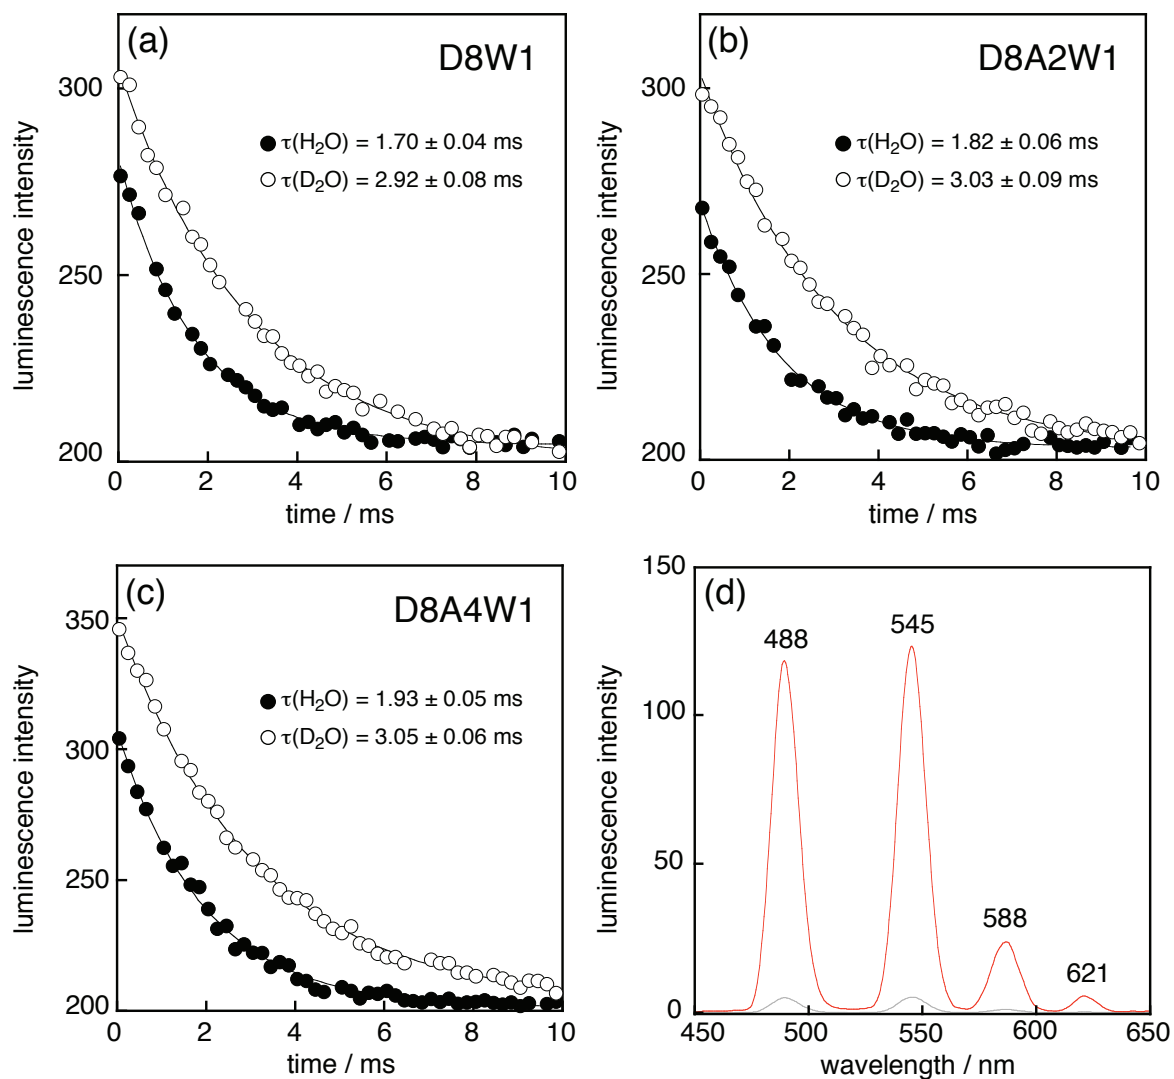 (a)
D8W1
τ(H₂O) = 1.70 ± 0.04 ms
τ(D₂O) = 2.92 ± 0.08 ms
luminescence intensity
300
250
200
0 2 4 6 8 10
time / ms
(b)
D8A2W1
τ(H₂O) = 1.82 ± 0.06 ms
τ(D₂O) = 3.03 ± 0.09 ms
luminescence intensity
300
250
200
0 2 4 6 8 10
time / ms
(c)
D8A4W1
τ(H₂O) = 1.93 ± 0.05 ms
τ(D₂O) = 3.05 ± 0.06 ms
luminescence intensity
350
300
250
200
0 2 4 6 8 10
time / ms
(d)
488
545
588
621
luminescence intensity
150
100
50
0
450 500 550 600 650
wavelength / nm